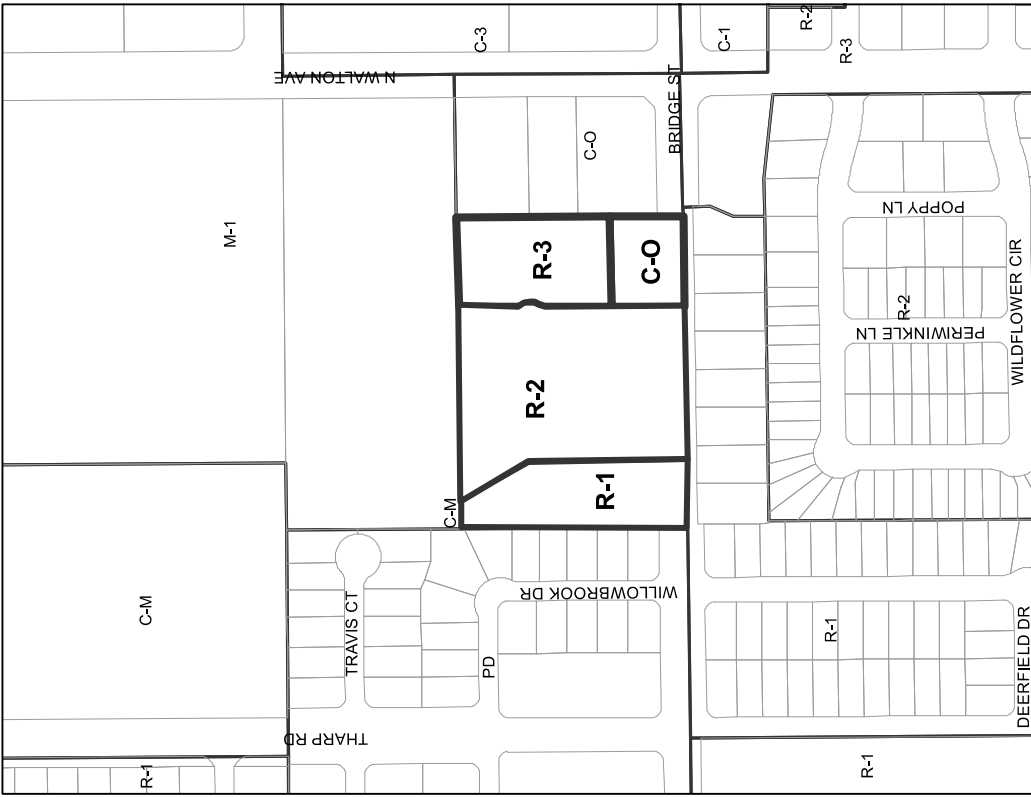 C-3
C-1
R-2
R-3
N WALTON AVE
BRIDGE ST
C-O
M-1
POPPY LN
R-3
C-O
WILDFLOWER CIR
R-2
PERIWINKLE LN
R-2
R-1
C-M
C-M
TRAVIS CT
WILLOWBROOK DR
R-1
PD
DEERFIELD DR
THARP RD
R-1
R-1